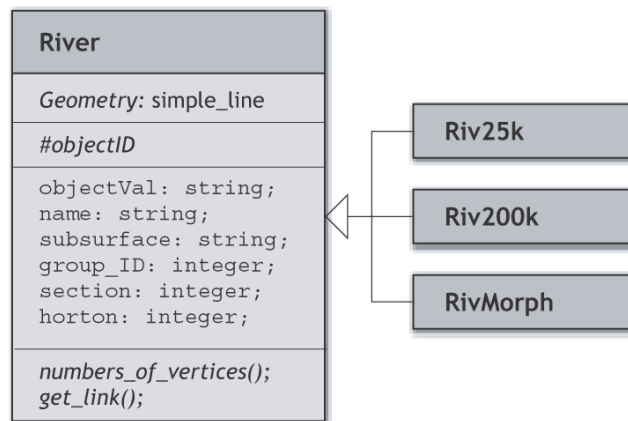 River
Geometry: simple_line
#objectID
objectVal: string;
name: string;
subsurface: string;
group_ID: integer;
section: integer;
horton: integer;
numbers_of_vertices();
get_link();
Riv25k
Riv200k
RivMorph